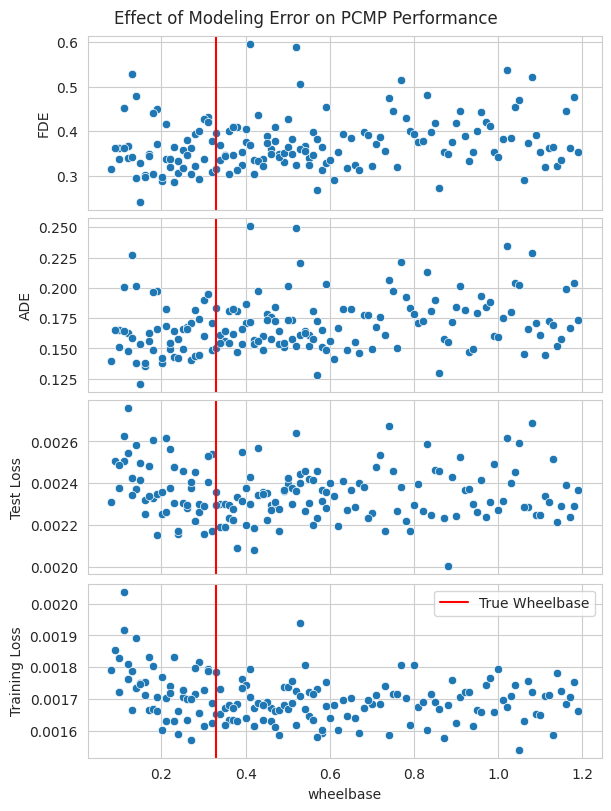 Effect of Modeling Error on PCMP Performance
0.6
0.5
0.4
0.3
FDE
0.250
0.225
0.200
0.175
0.150
0.125
ADE
0.0026
0.0024
0.0022
0.0020
Test Loss
True Wheelbase
0.0020
0.0019
0.0018
0.0017
0.0016
Training Loss
0.2 0.4 0.6 0.8 1.0 1.2
wheelbase